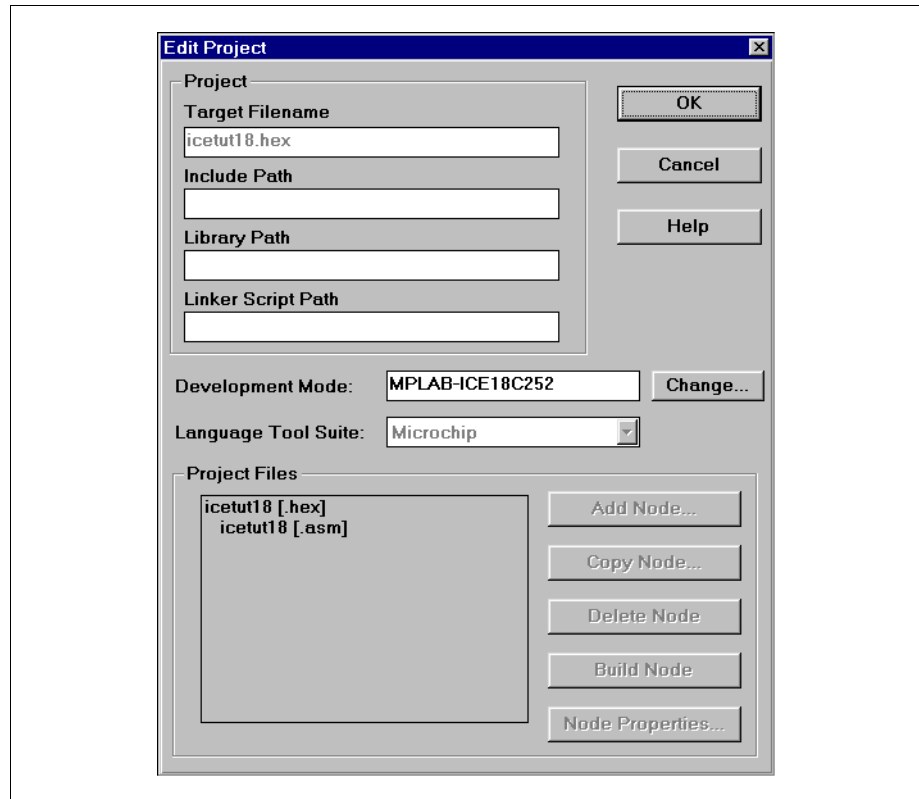 Edit Project
Project
OK
Target Filename
icetut18.hex
Cancel
Include Path
Help
Library Path
Linker Script Path
Development Mode:
MPLAB-ICE18C252
Change...
Language Tool Suite:
Microchip
Project Files
icetut18 [.hex]
icetut18 [.asm]
Add Node...
Copy Node...
Delete Node
Build Node
Node Properties...